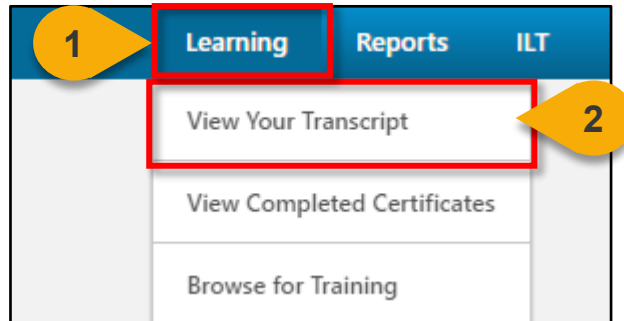 1 Learning Reports ILT
View Your Transcript 2
View Completed Certificates
Browse for Training